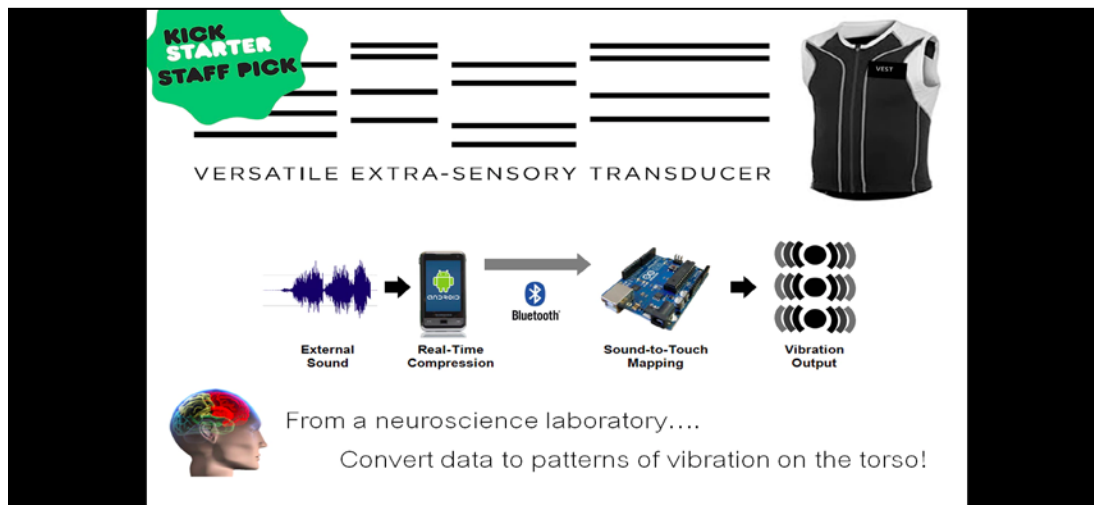 KICK
STARTER
STAFF PICK
VEST
VERSATILE EXTRA-SENSORY TRANSDUCER
android
Bluetooth
External
Sound
Real-Time
Compression
Sound-to-Touch
Mapping
Vibration
Output
From a neuroscience laboratory....
Convert data to patterns of vibration on the torso!